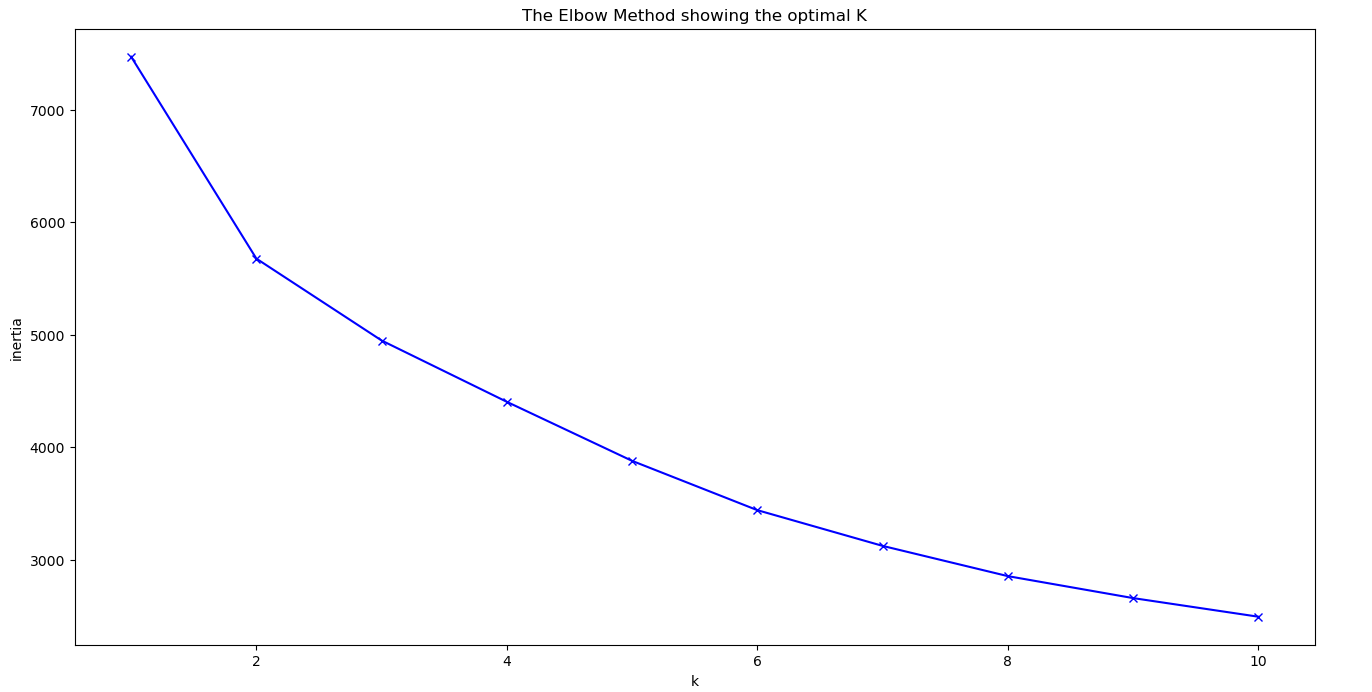 The Elbow Method showing the optimal K
7000
6000
5000
4000
3000
inertia
2 4 6 8 10
k